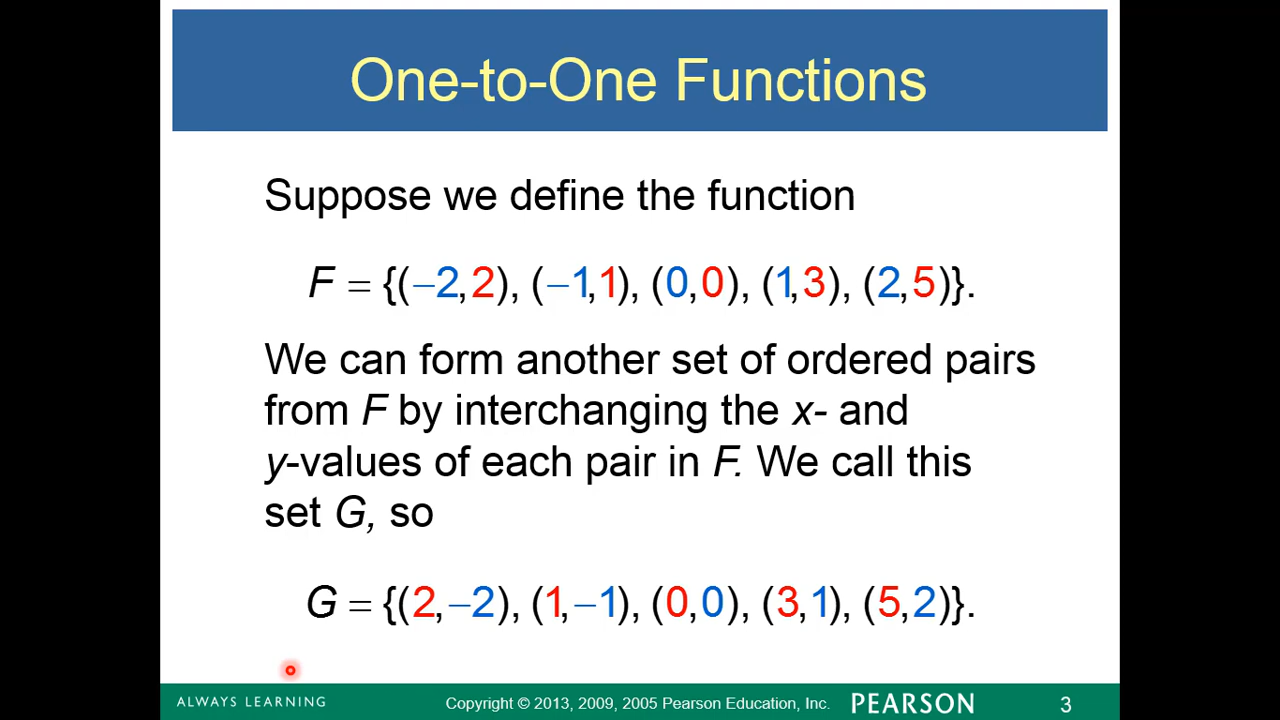 One-to-One Functions
Suppose we define the function
F = {(−2,2), (−1,1), (0,0), (1,3), (2,5)}.
We can form another set of ordered pairs
from F by interchanging the x- and
y-values of each pair in F. We call this
set G, so
G = {(2,−2), (1,−1), (0,0), (3,1), (5,2)}.
ALWAYS LEARNING Copyright © 2013, 2009, 2005 Pearson Education, Inc. PEARSON 3